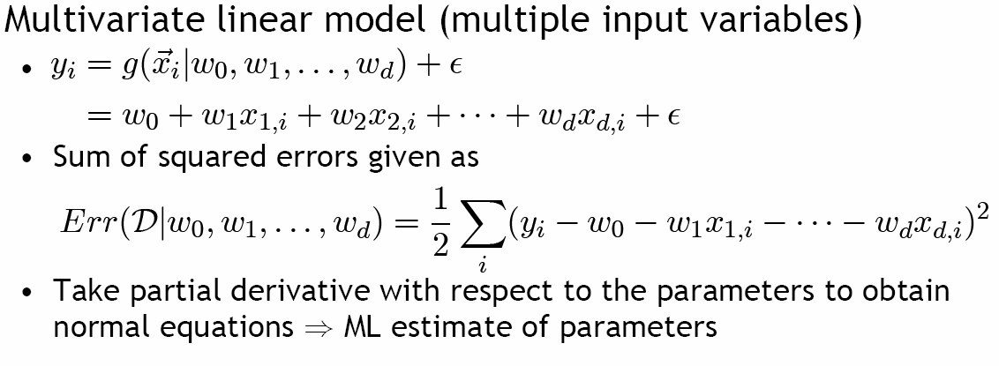 Multivariate linear model (multiple input variables)
• $y_i = g(\vec{x}_i|w_0, w_1, \ldots, w_d) + \epsilon$
$= w_0 + w_1 x_{1,i} + w_2 x_{2,i} + \cdots + w_d x_{d,i} + \epsilon$
• Sum of squared errors given as
$Err(\mathcal{D}|w_0, w_1, \ldots, w_d) = \frac{1}{2} \sum_i (y_i - w_0 - w_1 x_{1,i} - \cdots - w_d x_{d,i})^2$
• Take partial derivative with respect to the parameters to obtain
normal equations ⇒ ML estimate of parameters